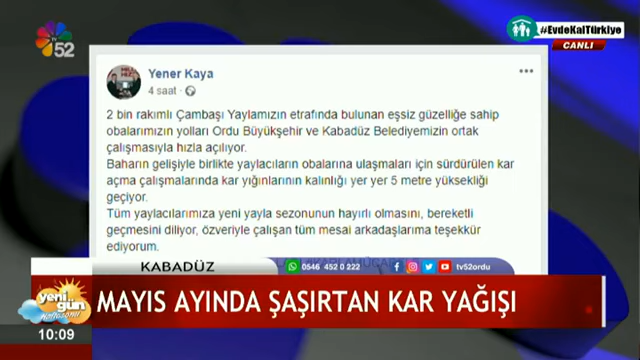 52
#EvdeKalTürkiye
CANLI
Yener Kaya
4 saat ·
2 bin rakımlı Çambaşı Yaylamızın etrafında bulunan eşsiz güzelliğe sahip
obalarımızın yolları Ordu Büyükşehir ve Kabadüz Belediyemizin ortak
çalışmasıyla hızla açılıyor.
Baharın gelişiyle birlikte yaylacıların obalarına ulaşmaları için sürdürülen kar
açma çalışmalarında kar yığınlarının kalınlığı yer yer 5 metre yüksekliği
geçiyor.
Tüm yaylacılarımıza yeni yayla sezonunun hayırlı olmasını, bereketli
geçmesini diliyor, özveriyle çalışan tüm mesai arkadaşlarıma teşekkür
ediyorum.
KABADÜZ
0546 452 0 222
tv52ordu
yeni gün
Haftasonu
MAYIS AYINDA ŞAŞIRTAN KAR YAĞIŞI
10:09